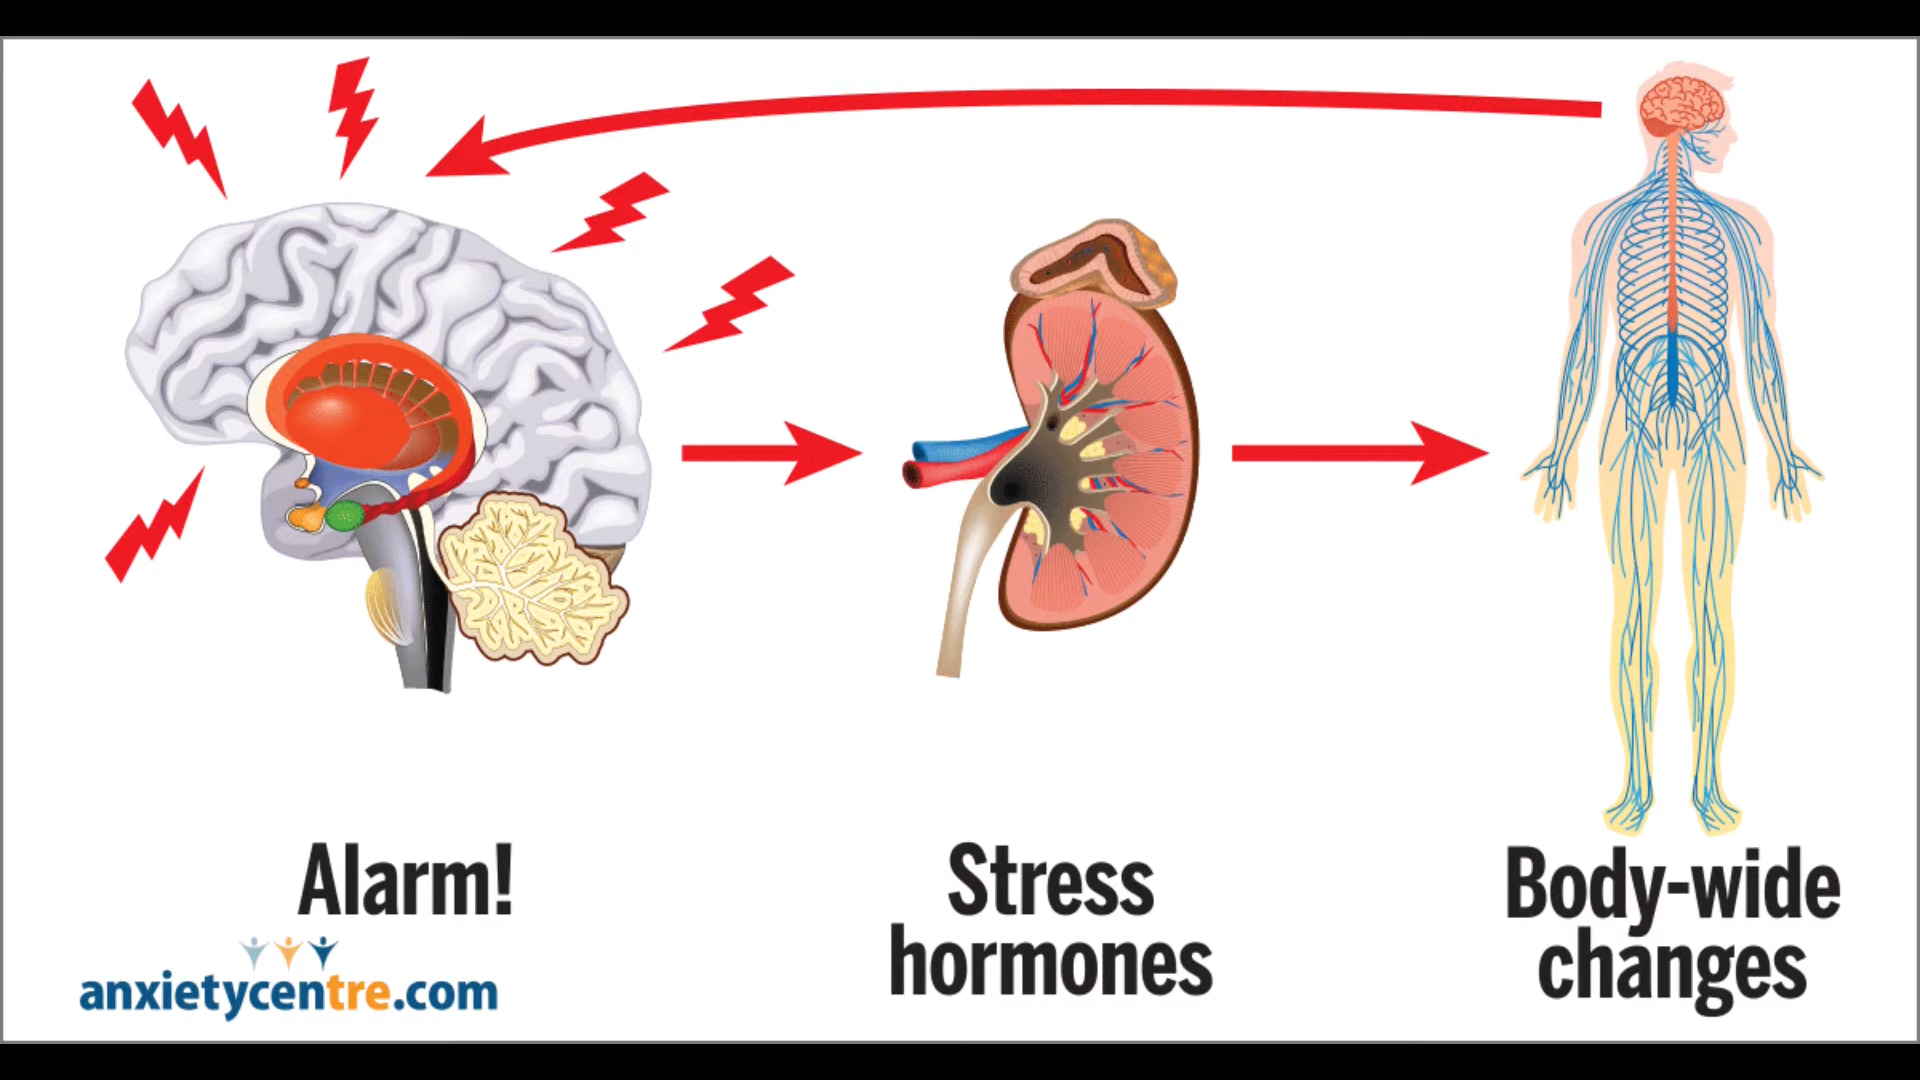 Alarm!
Stress
hormones
Body-wide
changes
anxietycentre.com